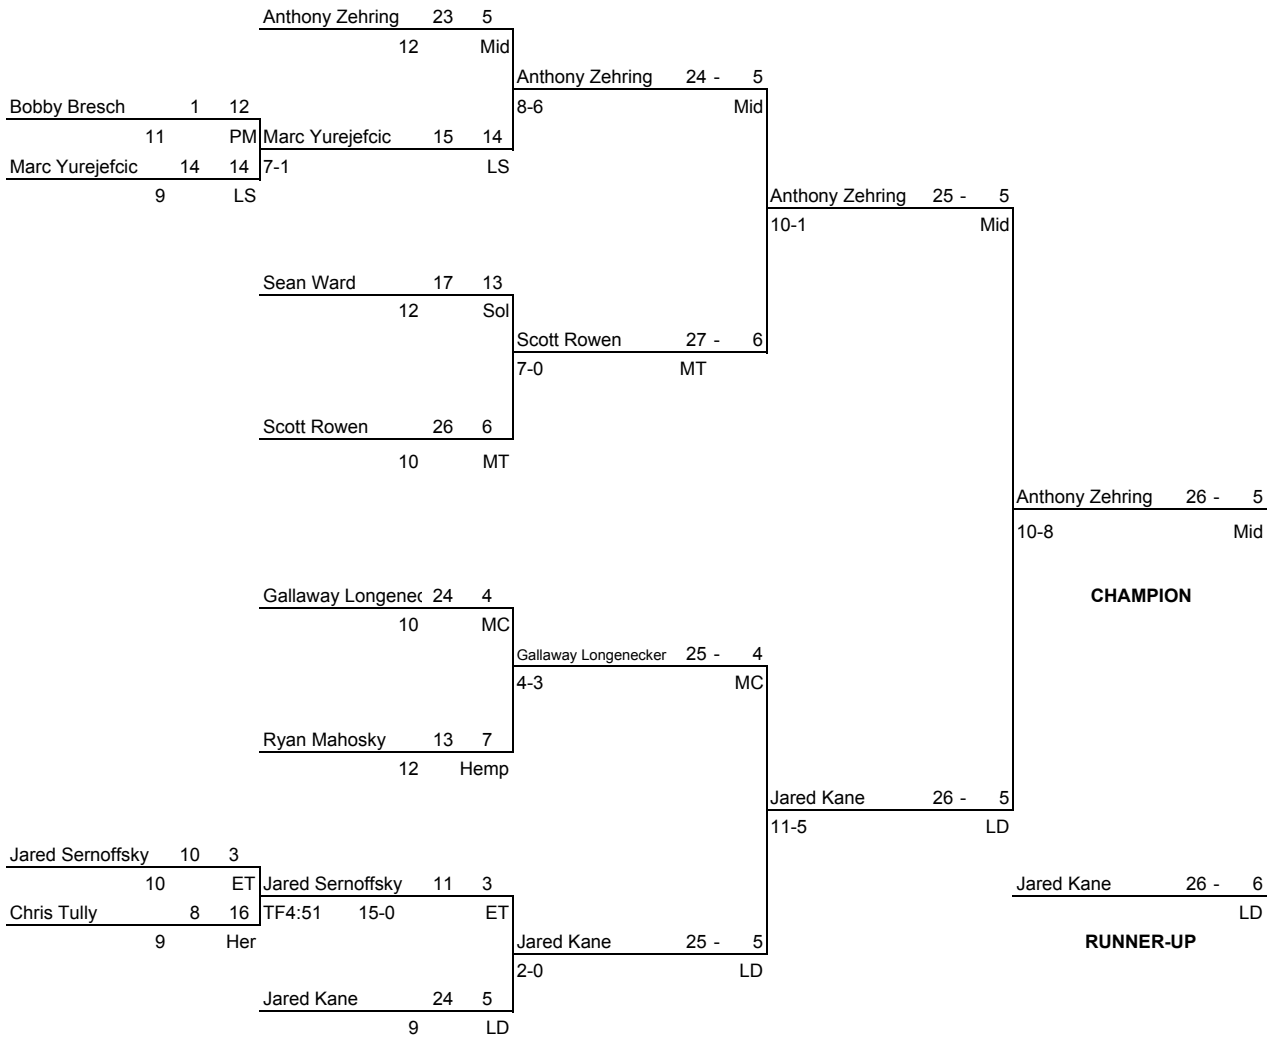 Anthony Zehring 23 5
12 Mid
Anthony Zehring 24 - 5
Bobby Bresch 1 12
8-6 Mid
11 PM Marc Yurejefcic 15 14
Marc Yurejefcic 14 14 7-1 LS
9 LS
Anthony Zehring 25 - 5
10-1 Mid
Sean Ward 17 13
12 Sol
Scott Rowen 27 - 6
7-0 MT
Scott Rowen 26 6
10 MT
Anthony Zehring 26 - 5
10-8 Mid
Gallaway Longenec 24 4
CHAMPION
10 MC
Gallaway Longenecker 25 - 4
4-3 MC
Ryan Mahosky 13 7
12 Hemp
Jared Kane 26 - 5
11-5 LD
Jared Sernoffsky 10 3
10 ET Jared Sernoffsky 11 3
Jared Kane 26 - 6
Chris Tully 8 16 TF4:51 15-0 ET
LD
9 Her
Jared Kane 25 - 5
RUNNER-UP
2-0 LD
Jared Kane 24 5
9 LD